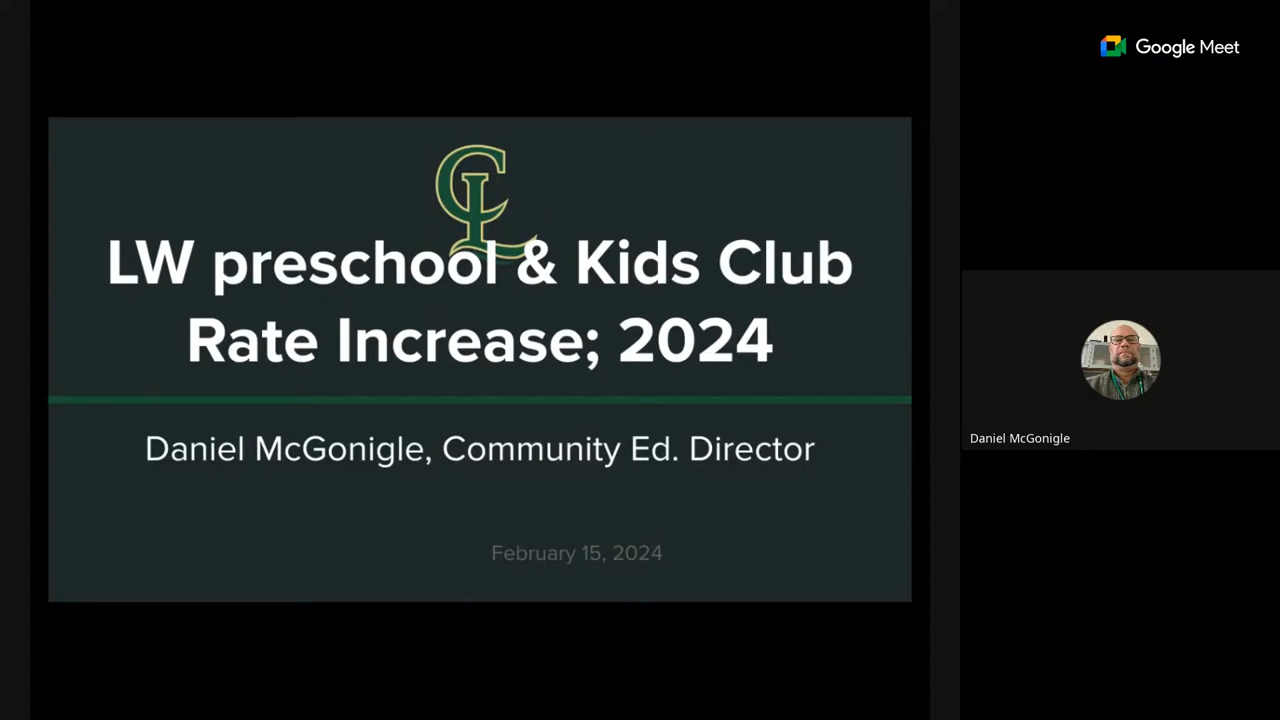 Google Meet
LW preschool & Kids Club
Rate Increase; 2024
Daniel McGonigle, Community Ed. Director
February 15, 2024
Daniel McGonigle